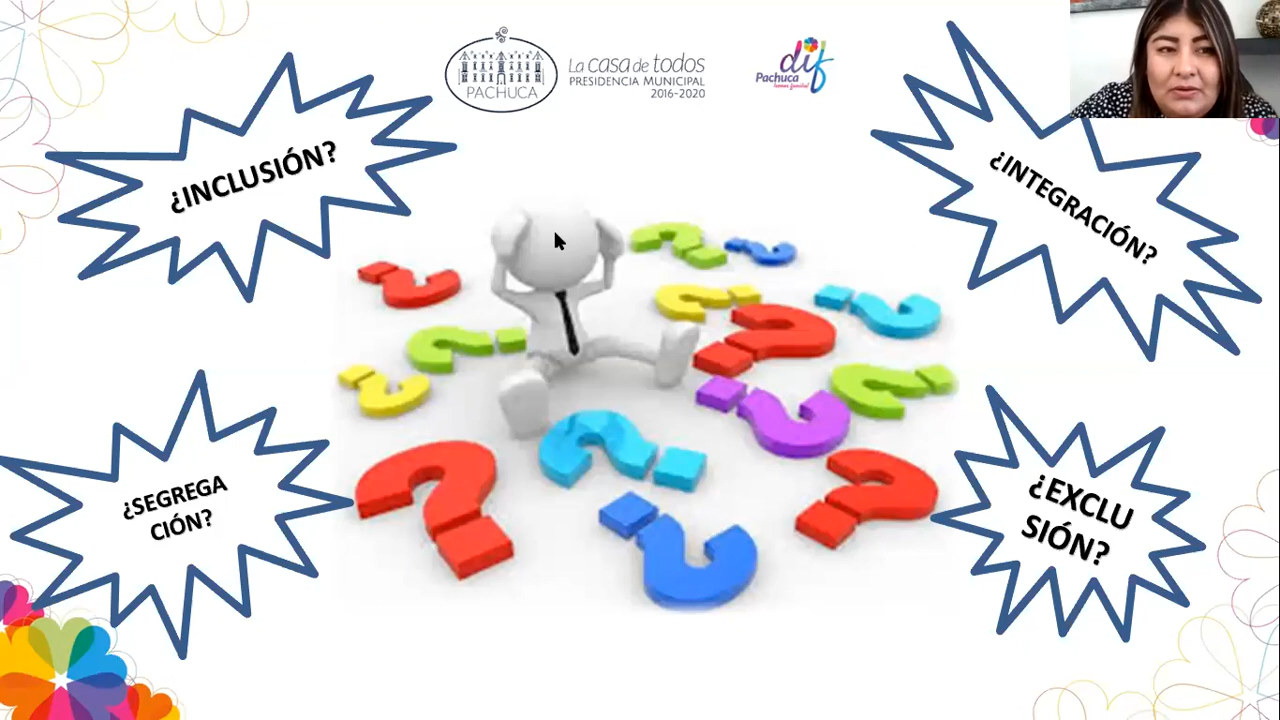 PACHUCA
La casa de todos
PRESIDENCIA MUNICIPAL
2016-2020
dif
Pachuca
¿INCLUSIÓN?
¿INTEGRACIÓN?
¿SEGREGA
CIÓN?
¿EXCLU
SIÓN?